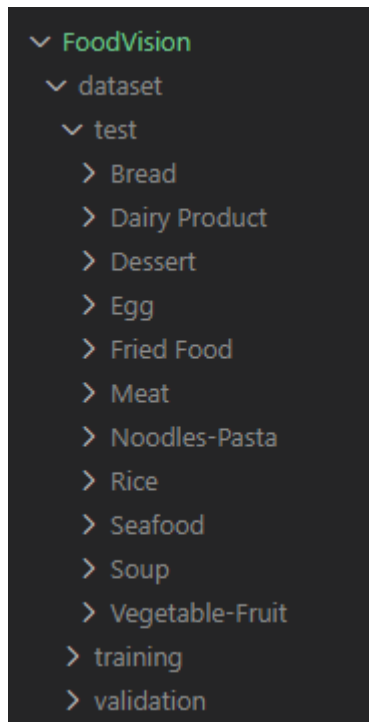 FoodVision
dataset
test
Bread
Dairy Product
Dessert
Egg
Fried Food
Meat
Noodles-Pasta
Rice
Seafood
Soup
Vegetable-Fruit
training
validation